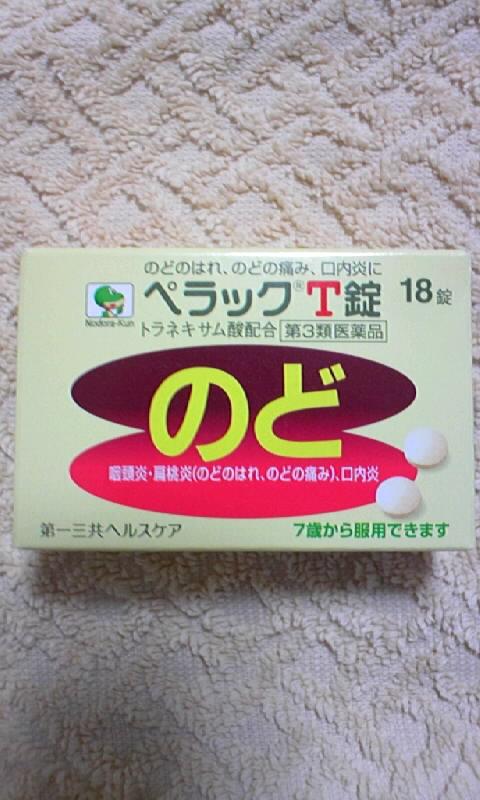 のどのはれ、のどの痛み、口内炎に
ペラック®T錠 18錠
Nodora-Kun
トラネキサム酸配合 第3類医薬品
のど
咽頭炎・扁桃炎(のどのはれ、のどの痛み)、口内炎
第一三共ヘルスケア 7歳から服用できます